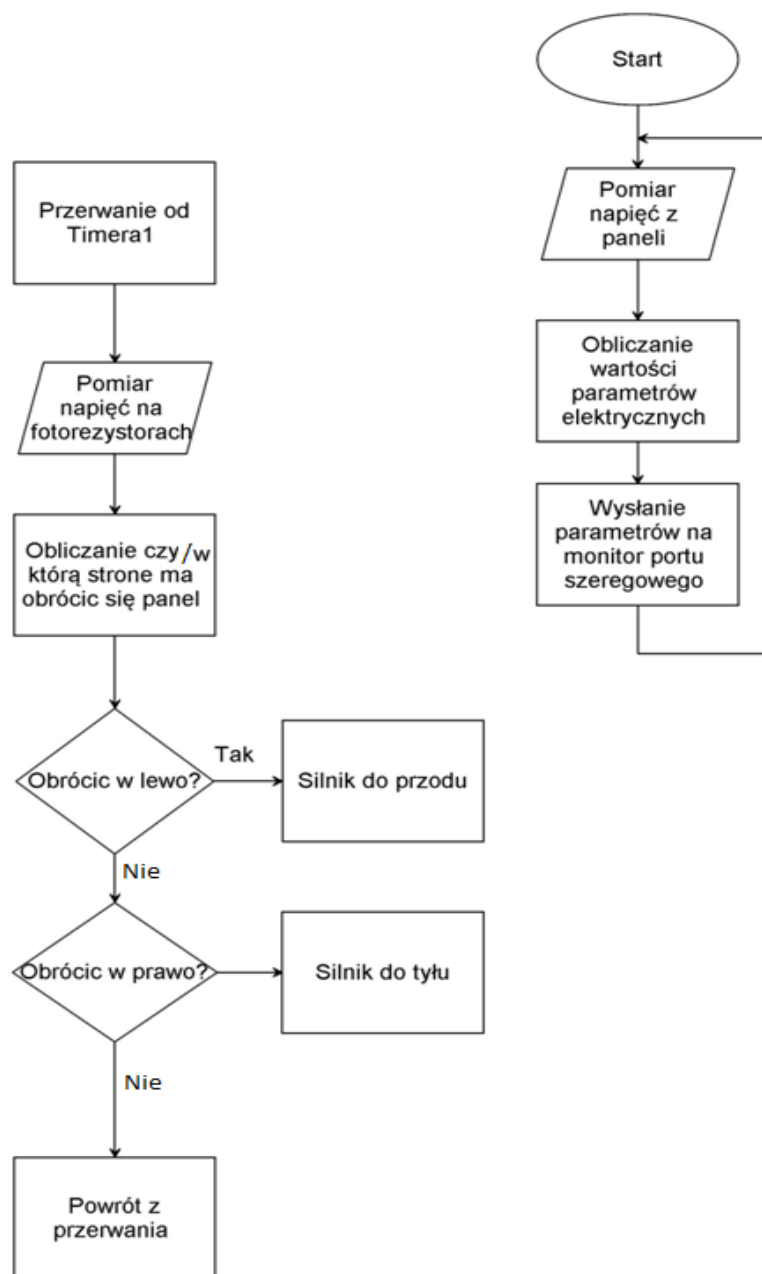 Przerwanie od
Timera1
Pomiar
napięć na
fotorezystorach
Obliczanie czy/w
którą strone ma
obrócic się panel
Obrócic w lewo?
Tak
Silnik do przodu
Nie
Obrócic w prawo?
Silnik do tyłu
Nie
Powrót z
przerwania
Start
Pomiar
napięć z
paneli
Obliczanie
wartości
parametrów
elektrycznych
Wysłanie
parametrów na
monitor portu
szeregowego